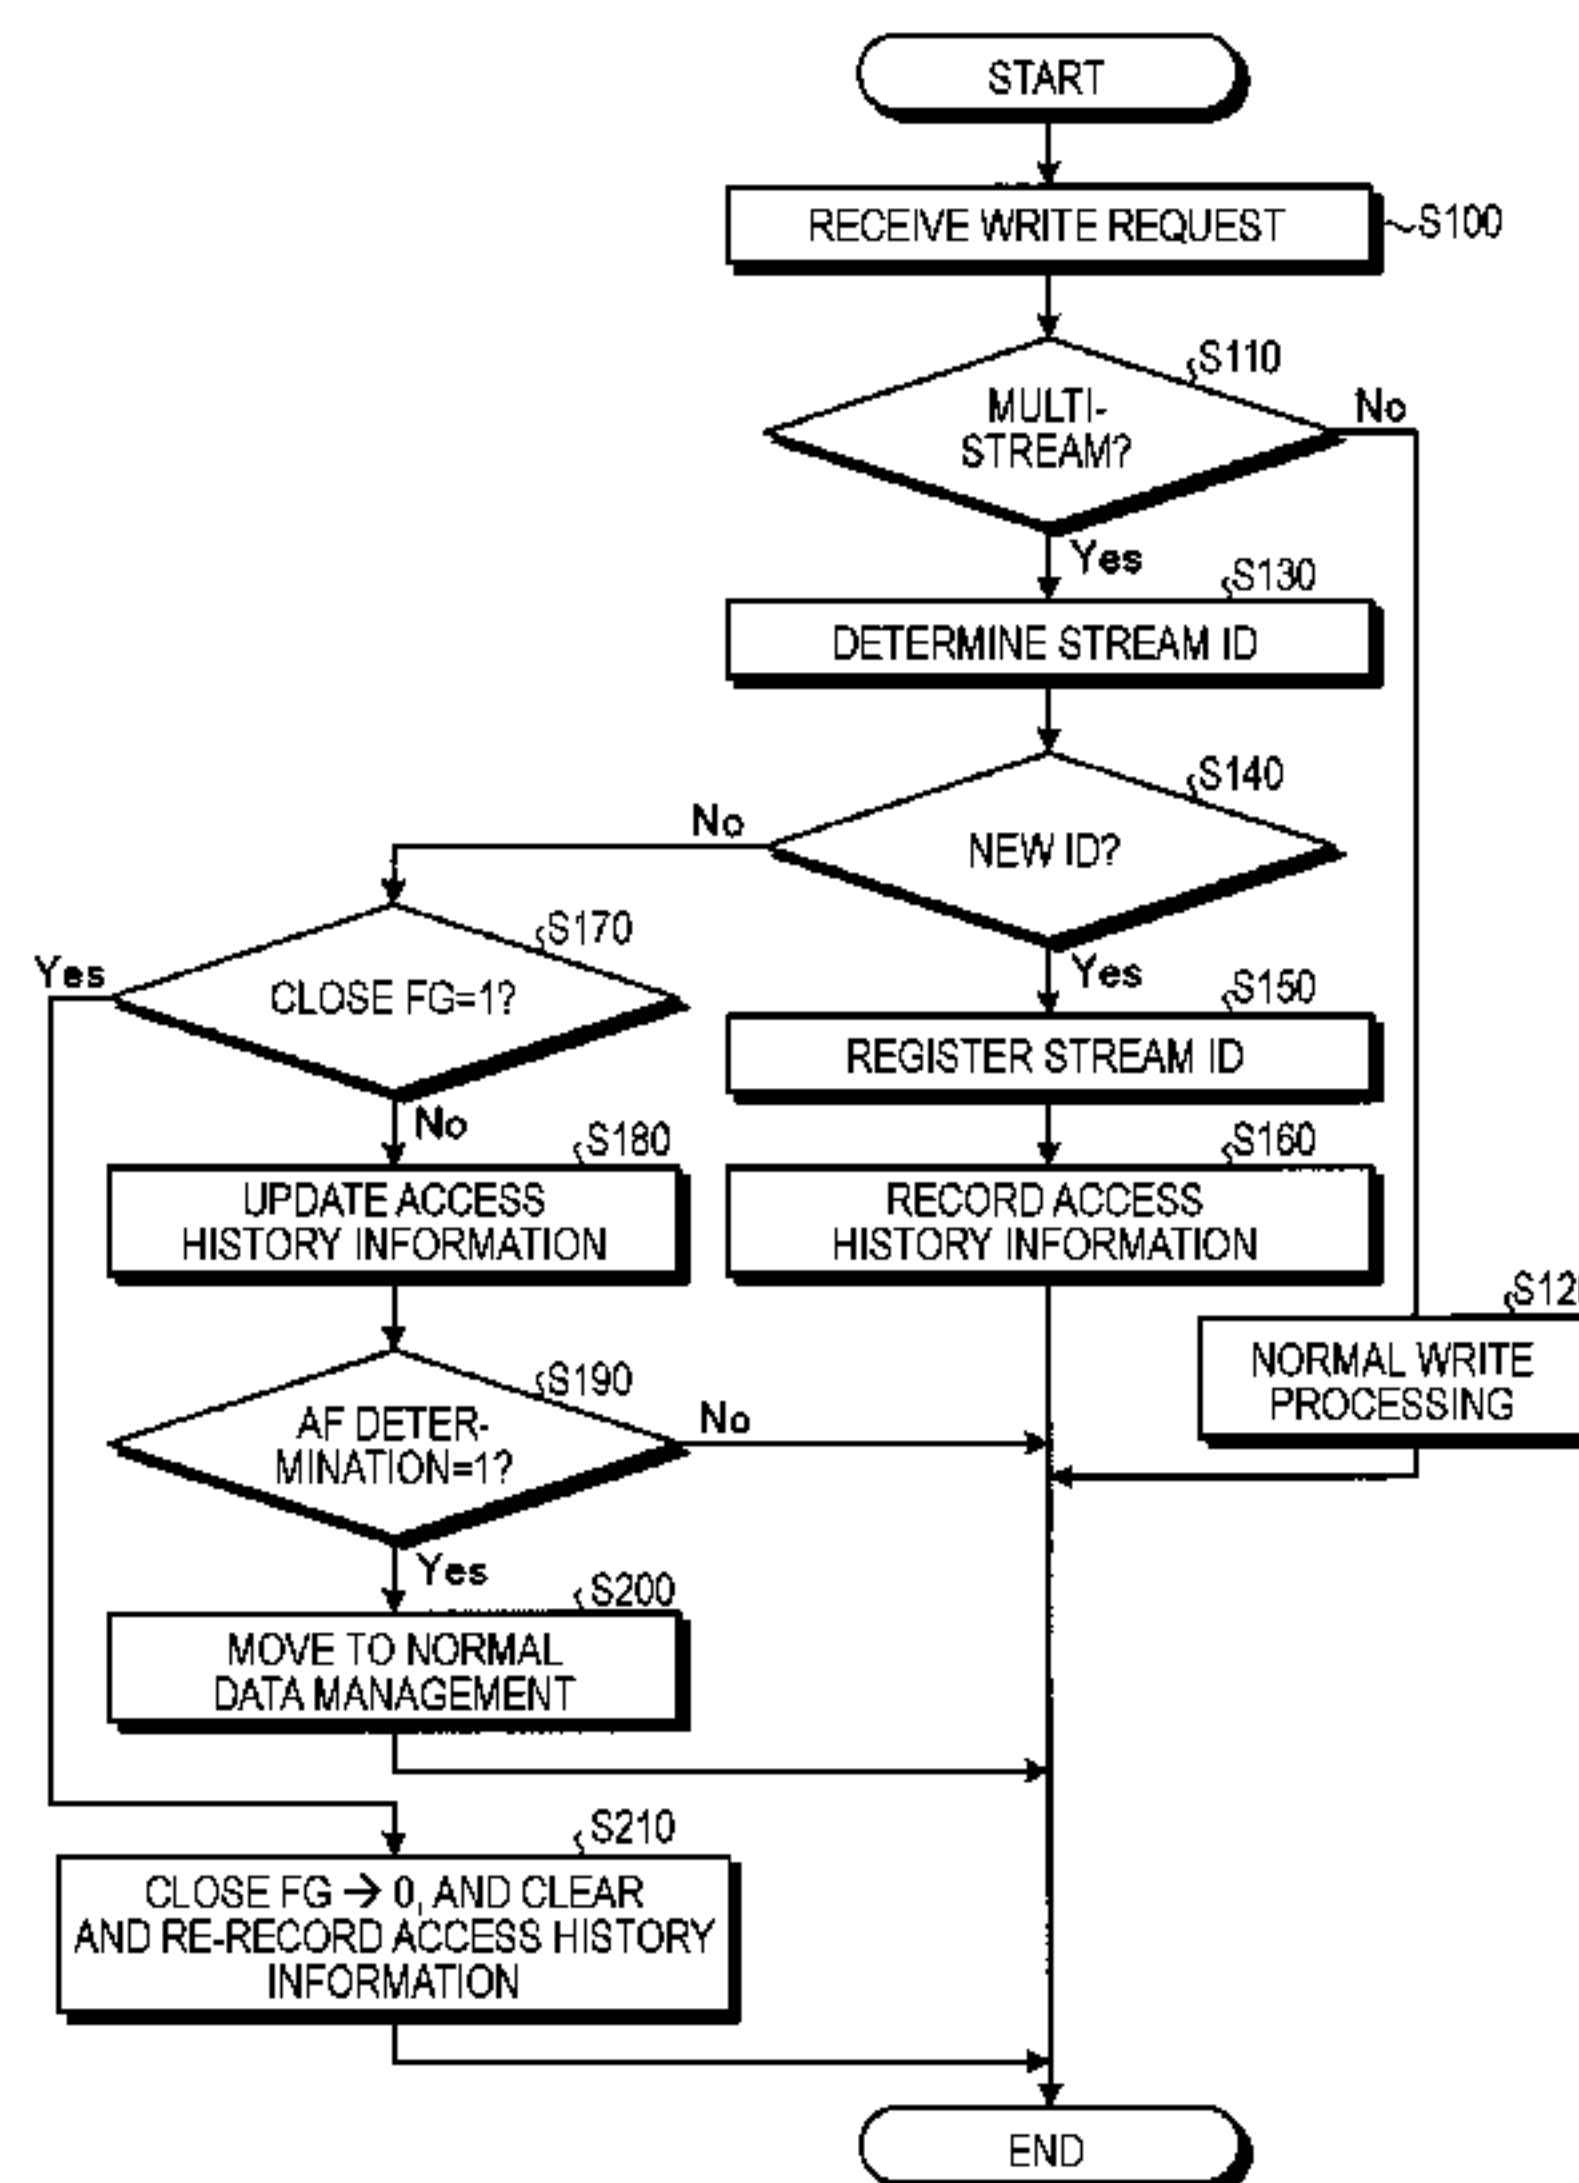 START
RECEIVE WRITE REQUEST
S100
S110
MULTI-
STREAM?
No
Yes
S130
DETERMINE STREAM ID
S140
NEW ID?
No
Yes
S170
CLOSE FG=1?
Yes
No
S150
REGISTER STREAM ID
S180
UPDATE ACCESS
HISTORY INFORMATION
S160
RECORD ACCESS
HISTORY INFORMATION
NORMAL WRITE
PROCESSING
S190
AF DETER-
MINATION=1?
No
Yes
S200
MOVE TO NORMAL
DATA MANAGEMENT
S210
CLOSE FG → 0, AND CLEAR
AND RE-RECORD ACCESS HISTORY
INFORMATION
END